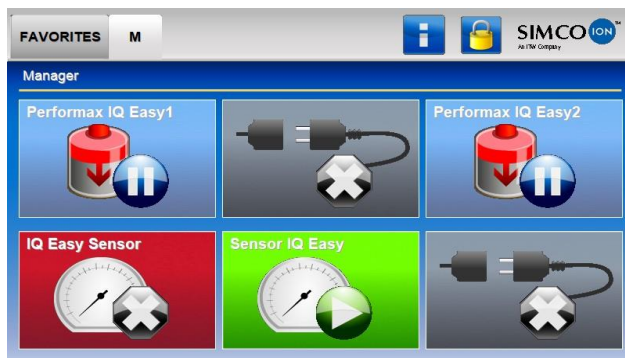 FAVORITES M
SIMCO ION
An ITW Company
Manager
Performax IQ Easy1
Performax IQ Easy2
IQ Easy Sensor
Sensor IQ Easy